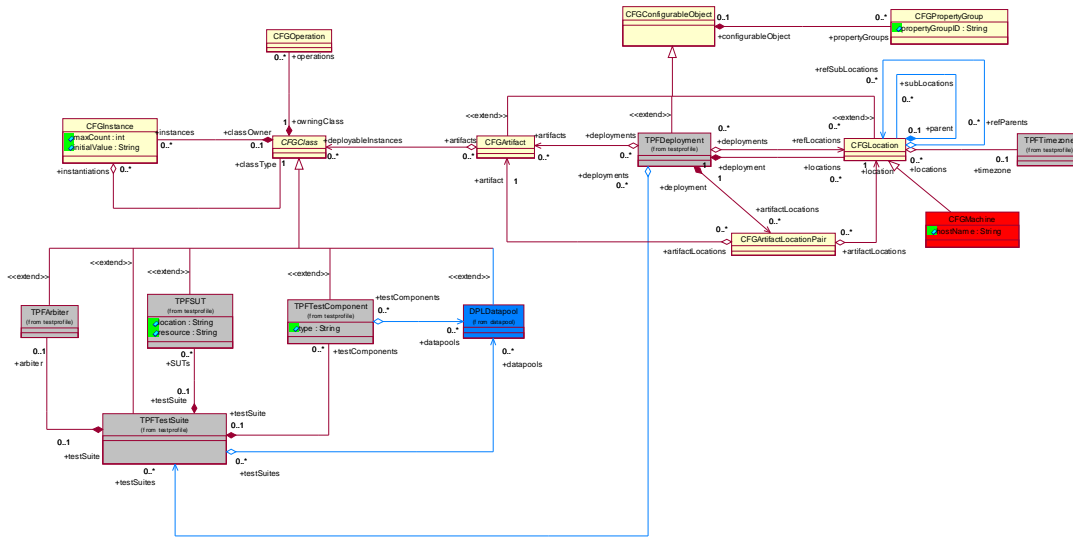 CFGConfigurableObject
0..1
+configurableObject
0..*
+propertyGroups
CFGPropertyGroup
propertyGroupID : String
CFGOperation
0..*
+operations
+refSubLocations
0..*
+subLocations
0..*
<<extend>>
<<extend>>
<<extend>>
CFGInstance
maxCount : int
initialValue : String
+instances
0..*
+classOwner
0..1
1
+owningClass
CFGClass
+deployableInstances
0..*
+artifacts
0..*
CFGArtifact
+artifacts
0..*
+deployments
0..*
TPFDeployment
(from testprofile)
0..*
+deployments
+refLocations
0..*
CFGLocation
0..1
+parent
0..*
+refParents
TPFTimezone
(from testprofile)
0..1
+timezone
+instantiations
0..*
+classType
1
+artifact
1
+deployments
0..*
1
1
+deployment
+locations
0..*
1
+location
0..*
+locations
+artifactLocations
0..*
CFGMachine
hostName : String
0..*
+artifactLocations
CFGArtifactLocationPair
0..*
+artifactLocations
<<extend>>
<<extend>>
<<extend>>
<<extend>>
<<extend>>
TPFArbiter
(from testprofile)
TPFSUT
(from testprofile)
location : String
resource : String
TPFTestComponent
(from testprofile)
type : String
+testComponents
0..*
0..*
+datapools
DPLDatapool
(from datapool)
0..1
+arbiter
0..*
+SUTs
0..*
+testComponents
0..*
+datapools
0..1
+testSuite
+testSuite
0..1
TPFTestSuite
(from testprofile)
0..1
+testSuite
0..*
+testSuites
0..*
+testSuites